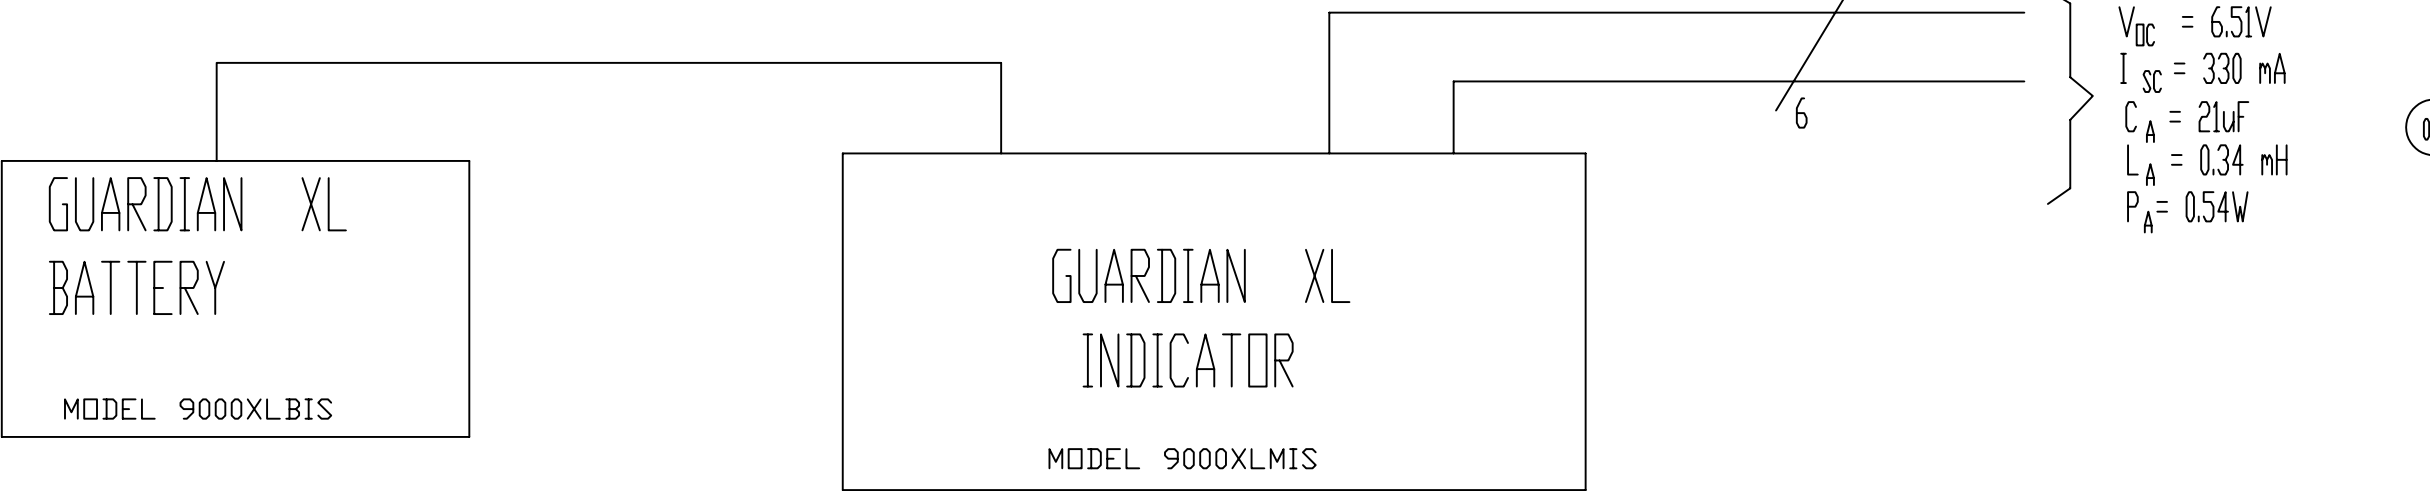 V_OC = 6.51V
I_SC = 330 mA
C_A = 21uF
L_A = 0.34 mH
P_A = 0.54W
6
GUARDIAN XL
BATTERY
MODEL 9000XLBIS
GUARDIAN XL
INDICATOR
MODEL 9000XLMIS